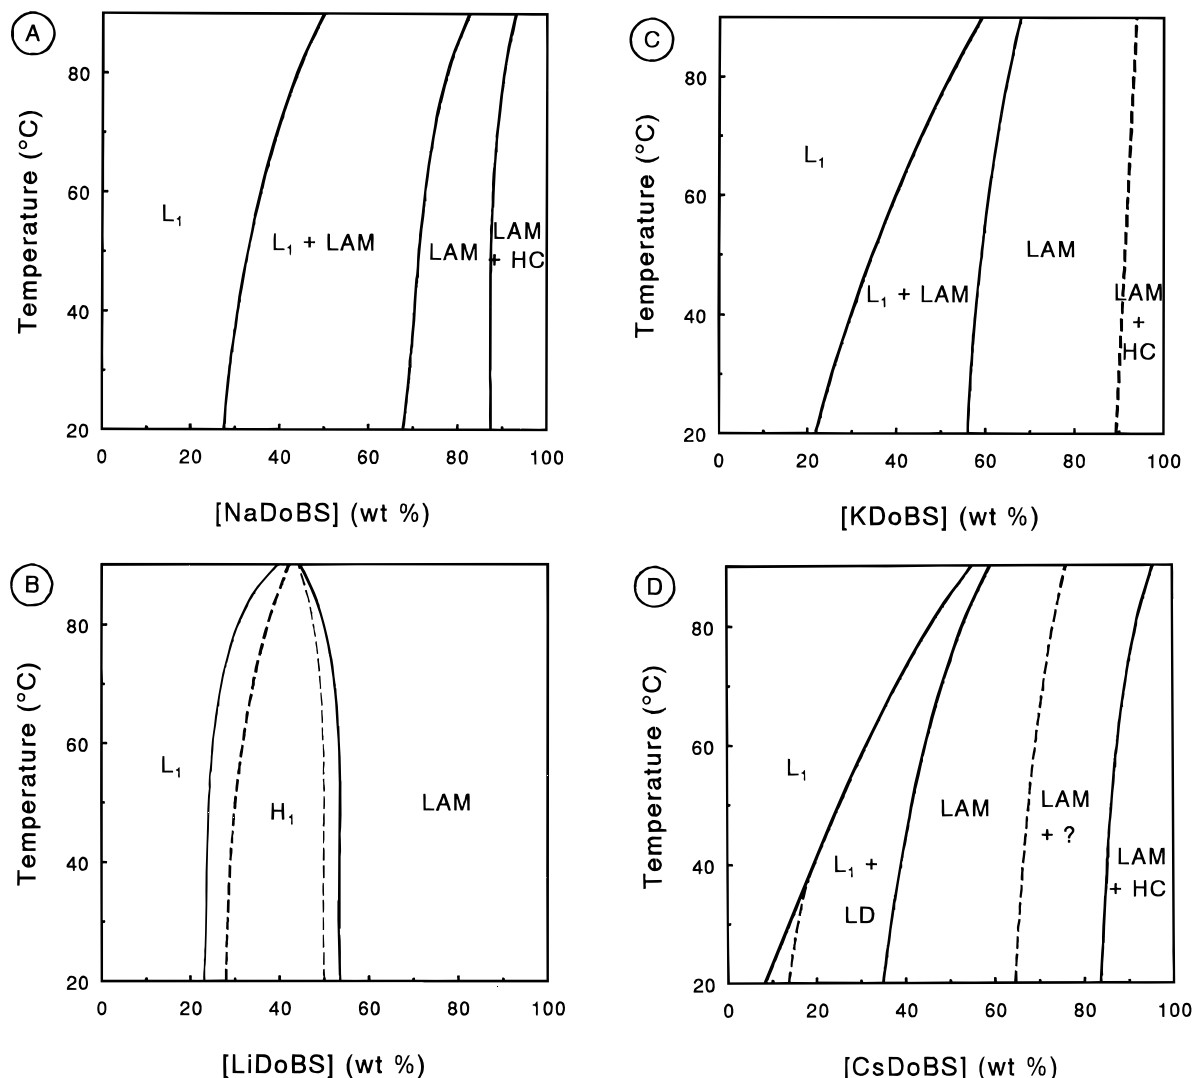 A
Temperature (°C)
80
60
40
20
L₁
L₁ + LAM
LAM
LAM
+ HC
0 20 40 60 80 100
[NaDoBS] (wt %)
C
Temperature (°C)
80
60
40
20
L₁
L₁ + LAM
LAM
LAM
+
HC
0 20 40 60 80 100
[KDoBS] (wt %)
B
Temperature (°C)
80
60
40
20
L₁
H₁
LAM
0 20 40 60 80 100
[LiDoBS] (wt %)
D
Temperature (°C)
80
60
40
20
L₁
L₁ +
LD
LAM
LAM
+ ?
LAM
+ HC
0 20 40 60 80 100
[CsDoBS] (wt %)